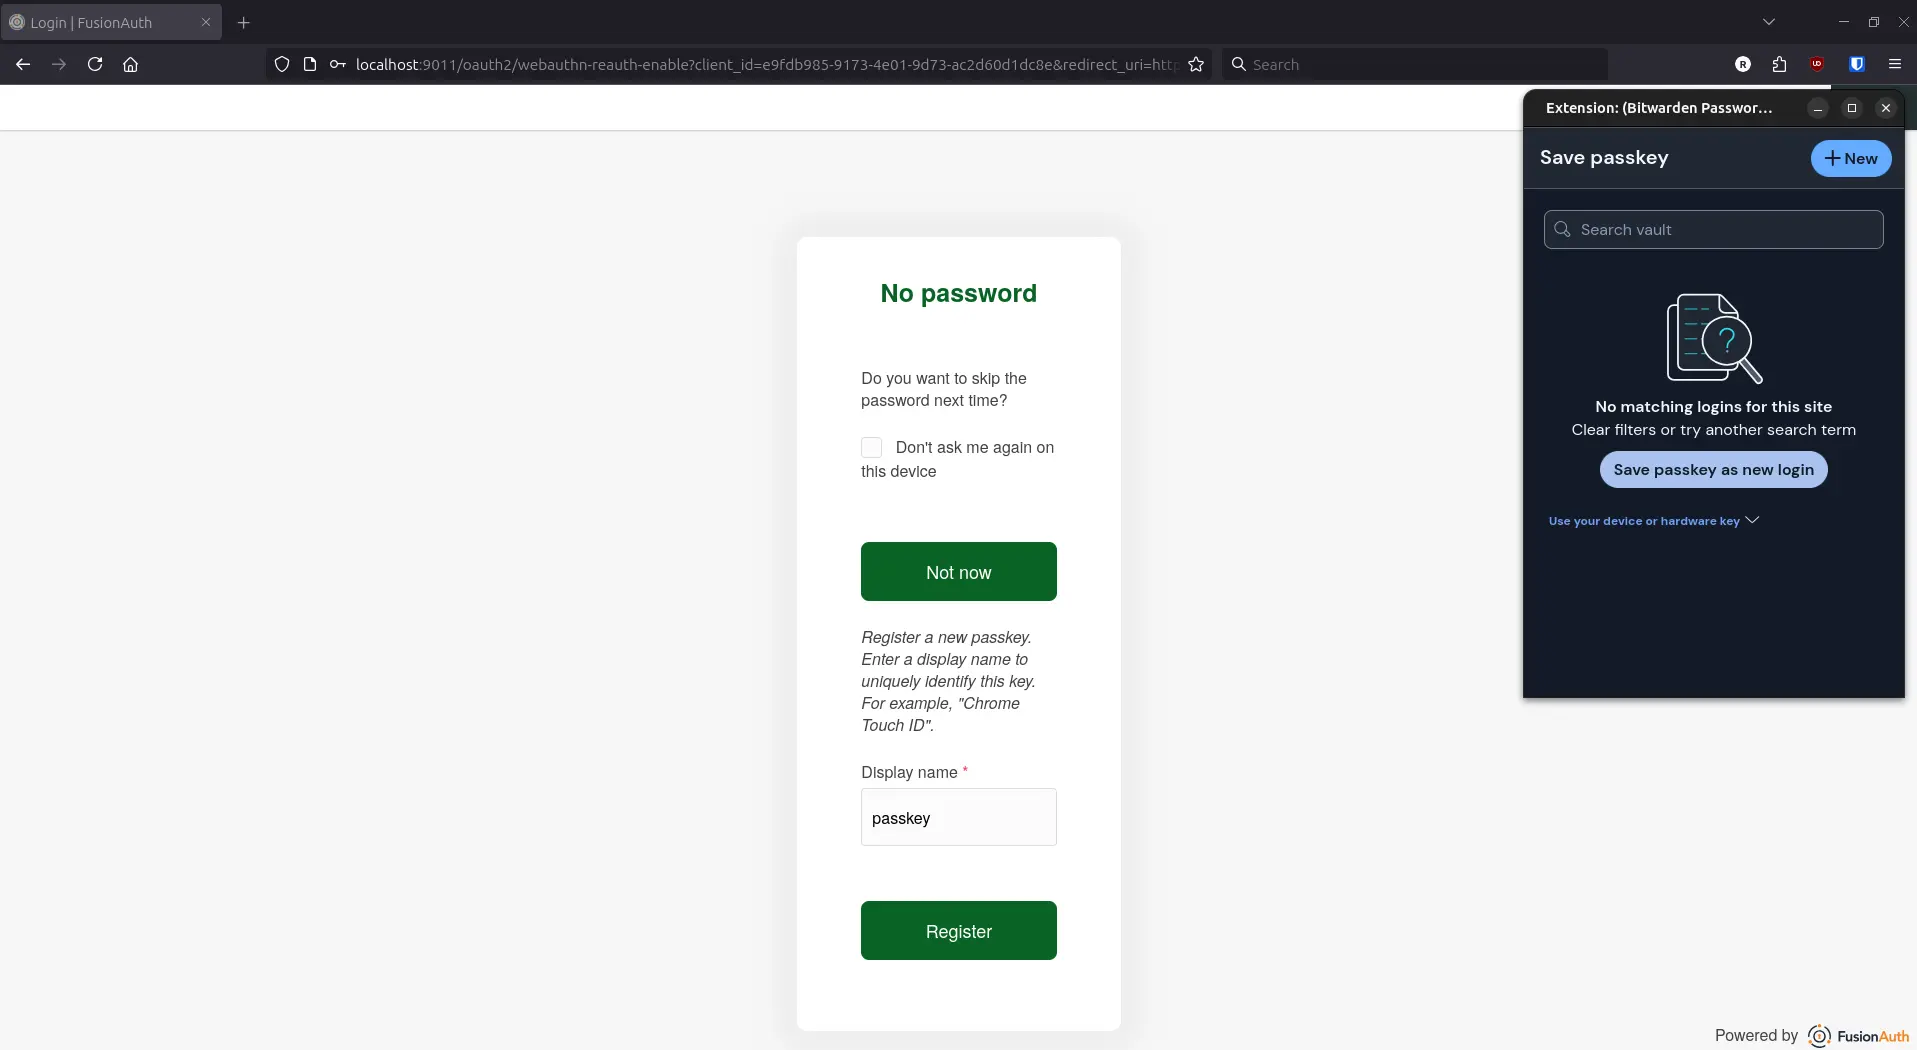 Login | FusionAuth
localhost:9011/oauth2/webauthn-reauth-enable?client_id=e9fdb985-9173-4e01-9d73-ac2d60d1dc8e&redirect_uri=http
Search
R
Extension: (Bitwarden Passwor...
Save passkey
New
Search vault
?
No matching logins for this site
Clear filters or try another search term
Save passkey as new login
Use your device or hardware key
No password
Do you want to skip the
password next time?
Don't ask me again on
this device
Not now
Register a new passkey.
Enter a display name to
uniquely identify this key.
For example, "Chrome
Touch ID".
Display name *
passkey
Register
Powered by FusionAuth